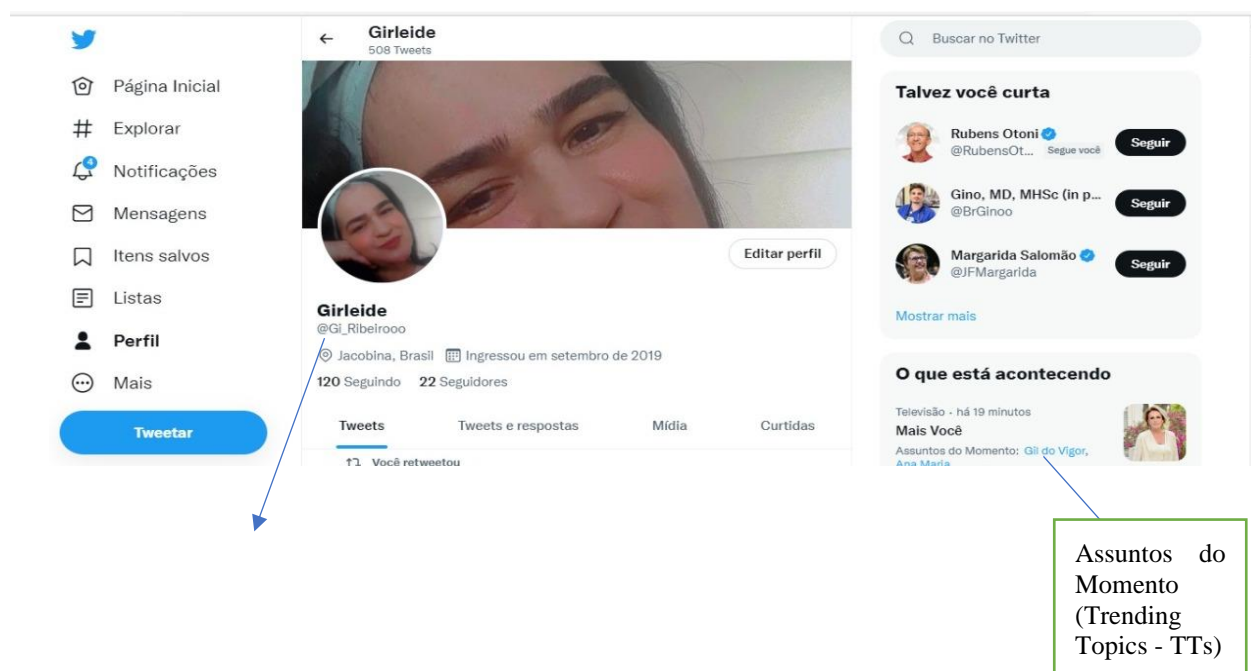 Página Inicial
Explorar
4
Notificações
Mensagens
Itens salvos
Listas
Perfil
Mais
Tweetar
Girleide
508 Tweets
Editar perfil
Girleide
@Gi_Ribeirooo
Jacobina, Brasil Ingressou em setembro de 2019
120 Seguindo 22 Seguidores
Tweets Tweets e respostas Mídia Curtidas
Você retweetou
Buscar no Twitter
Talvez você curta
Rubens Otoni
@RubensOt... Segue você
Seguir
Gino, MD, MHSc (in p...
@BrGinoo
Seguir
Margarida Salomão
@JFMargarida
Seguir
Mostrar mais
O que está acontecendo
Televisão · há 19 minutos
Mais Você
Assuntos do Momento: Gil do Vigor,
Ana Maria
Assuntos do
Momento
(Trending
Topics - TTs)